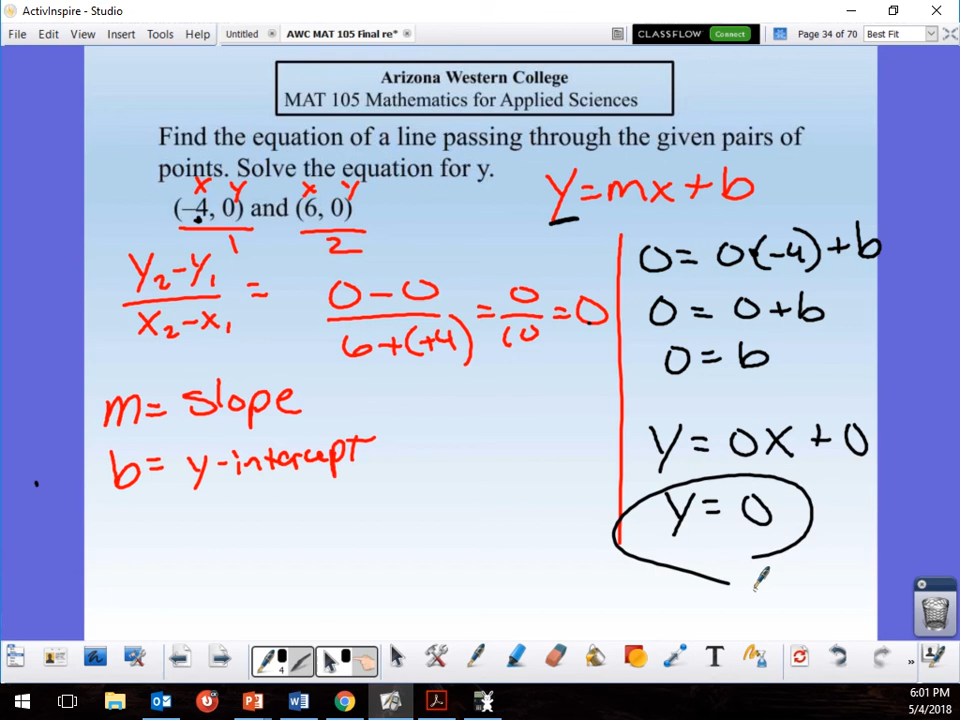 ActivInspire - Studio
File Edit View Insert Tools Help Untitled AWC MAT 105 Final re* CLASSFLOW Connect Page 34 of 70 Best Fit
Arizona Western College
MAT 105 Mathematics for Applied Sciences
Find the equation of a line passing through the given pairs of
points. Solve the equation for y.
x y x y
(–4, 0) and (6, 0)
1 2
y = mx + b
y₂ - y₁ / x₂ - x₁ = 0 - 0 / 6 + (+4) = 0/10 = 0
m = slope
b = y-intercept
0 = 0·(-4) + b
0 = 0 + b
0 = b
y = 0x + 0
y = 0
4
T
»
6:01 PM
5/4/2018